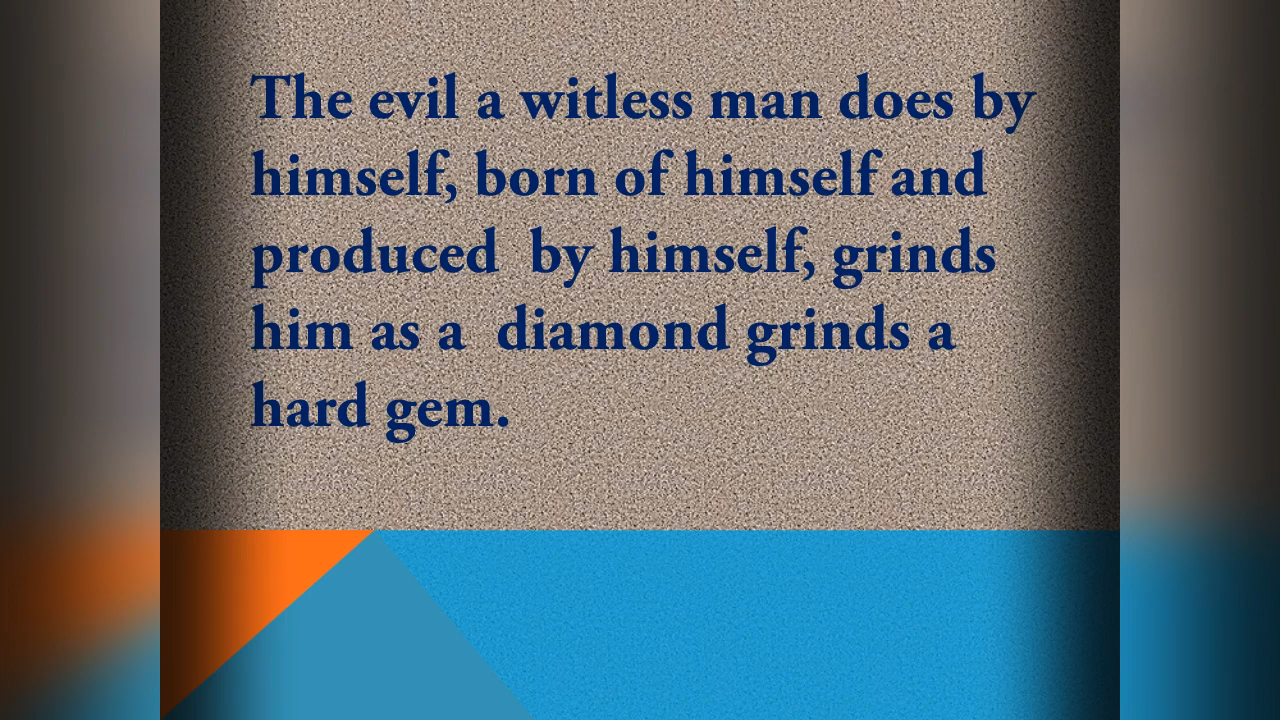 The evil a witless man does by
himself, born of himself and
produced  by himself, grinds
him as a  diamond grinds a
hard gem.